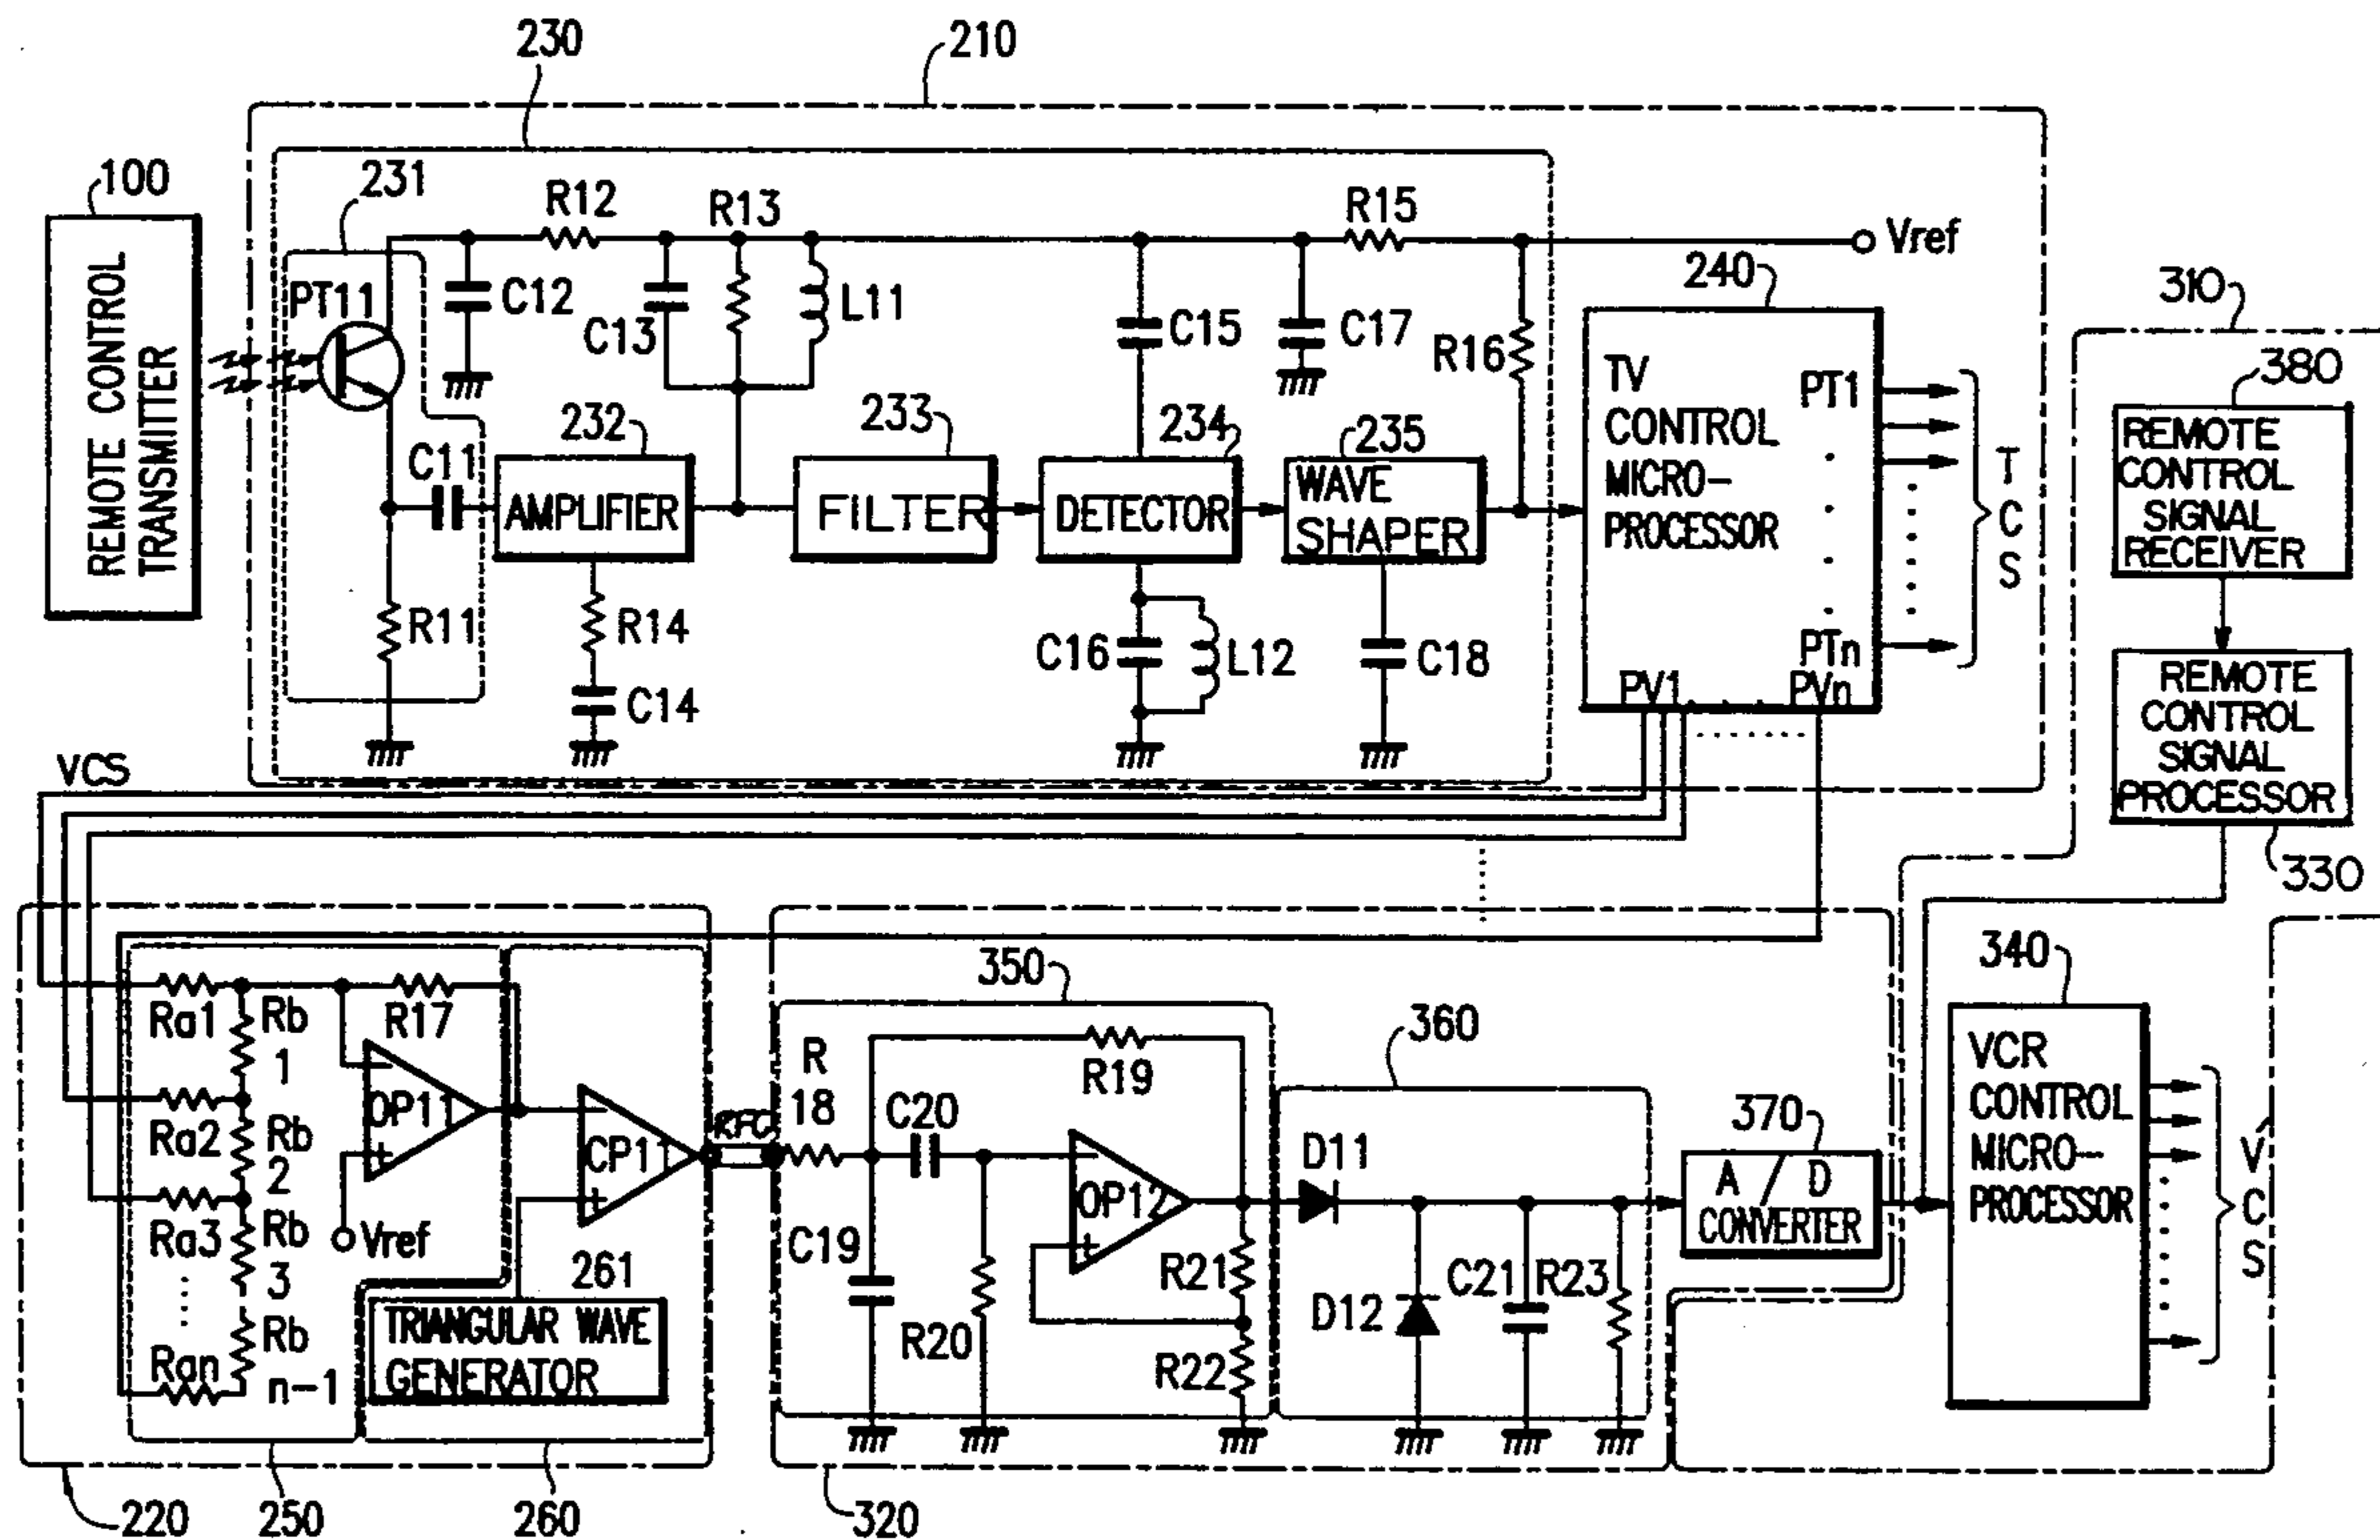 230
210
100
231
R12
R13
R15
Vref
240
310
PT11
C12
C13
L11
C15
C17
R16
REMOTE CONTROL
TRANSMITTER
TV
CONTROL
MICRO-
PROCESSOR
PT1
PTn
PV1
PVn
T
C
S
380
REMOTE
CONTROL
SIGNAL
RECEIVER
232
233
234
235
C11
AMPLIFIER
FILTER
DETECTOR
WAVE
SHAPER
R11
R14
C14
C16
L12
C18
REMOTE
CONTROL
SIGNAL
PROCESSOR
330
VCS
350
340
Ra1
Rb
1
R17
OP11
Ra2
Rb
2
CP11
Ra3
Rb
3
Vref
Ran
Rb
n-1
261
TRIANGULAR WAVE
GENERATOR
R
18
C20
R19
OP12
C19
R20
R21
R22
360
D11
D12
C21
R23
370
A / D
CONVERTER
VCR
CONTROL
MICRO-
PROCESSOR
V
C
S
220
250
260
320